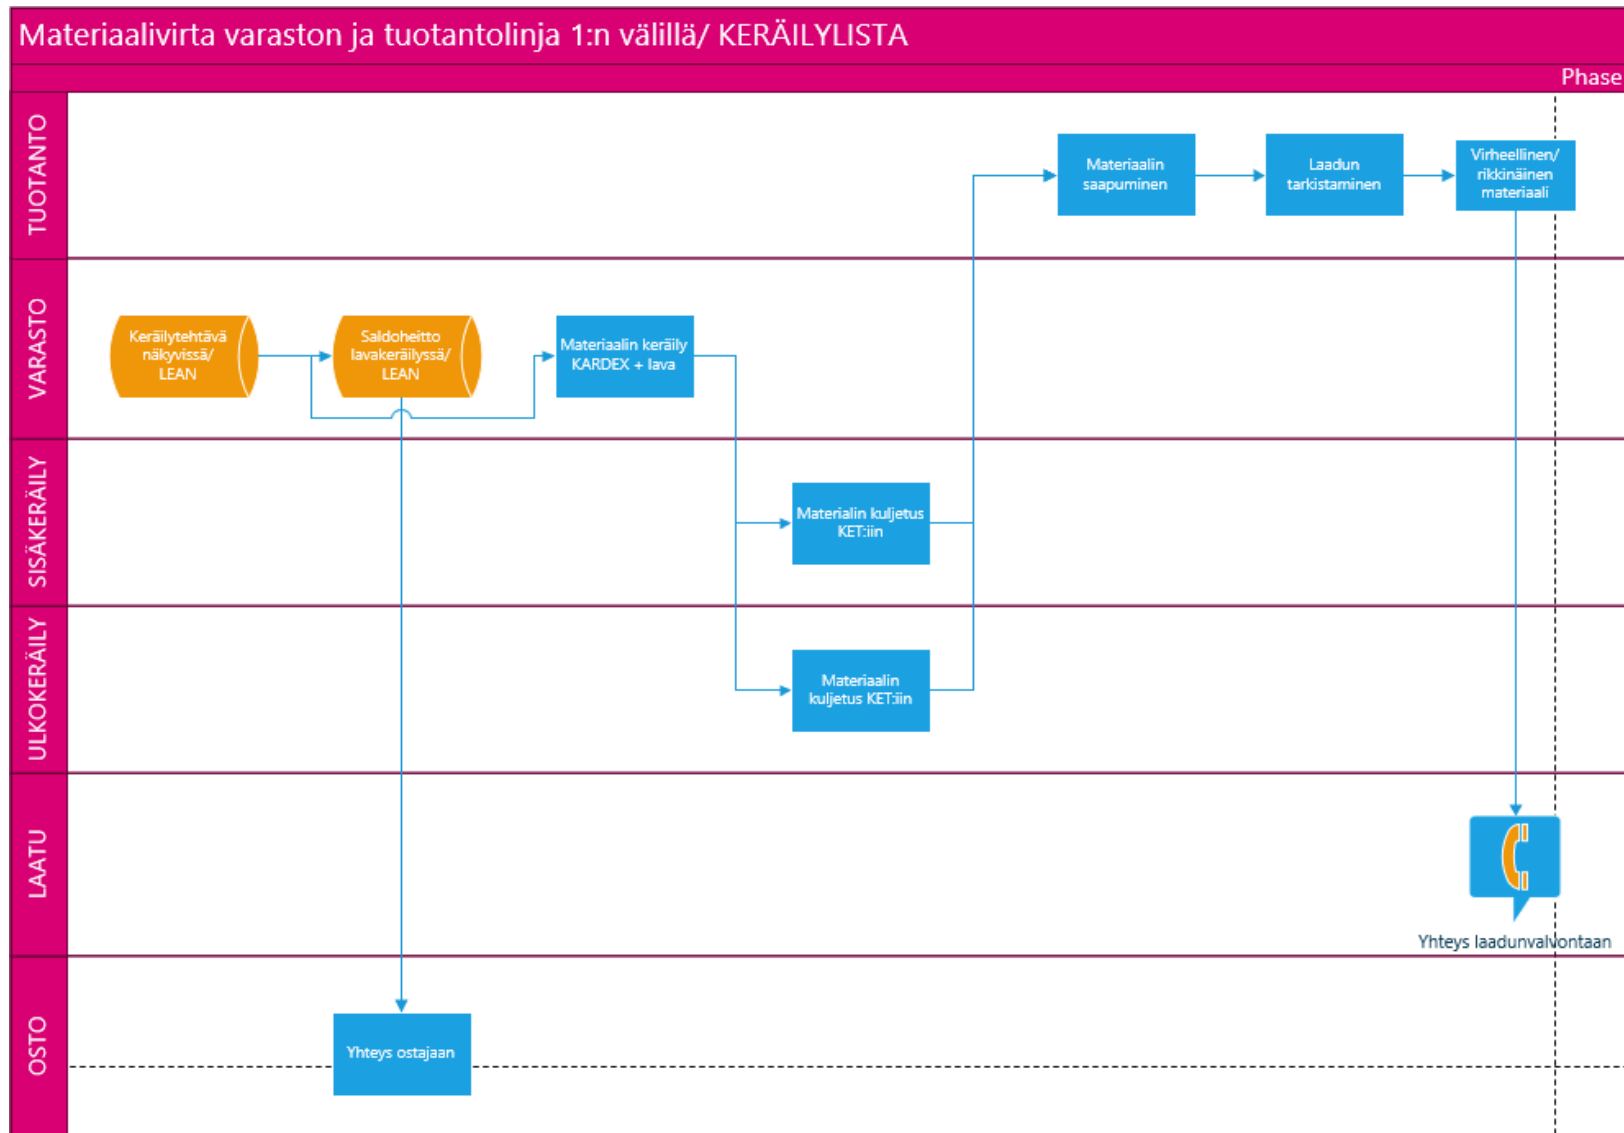 Materiaalivirta varaston ja tuotantolinja 1:n välillä/ KERÄILYLISTA
Phase
TUOTANTO
Materiaalin
saapuminen
Laadun
tarkistaminen
Virheellinen/
rikkinäinen
materiaali
VARASTO
Keräilytehtävä
näkyvissä/
LEAN
Saldoheitto
lavakeräilyssä/
LEAN
Materiaalin keräily
KARDEX + lava
SISÄKERÄILY
Materialin kuljetus
KET:iin
ULKOKERÄILY
Materiaalin
kuljetus KET:iin
LAATU
Yhteys laadunvalvontaan
OSTO
Yhteys ostajaan